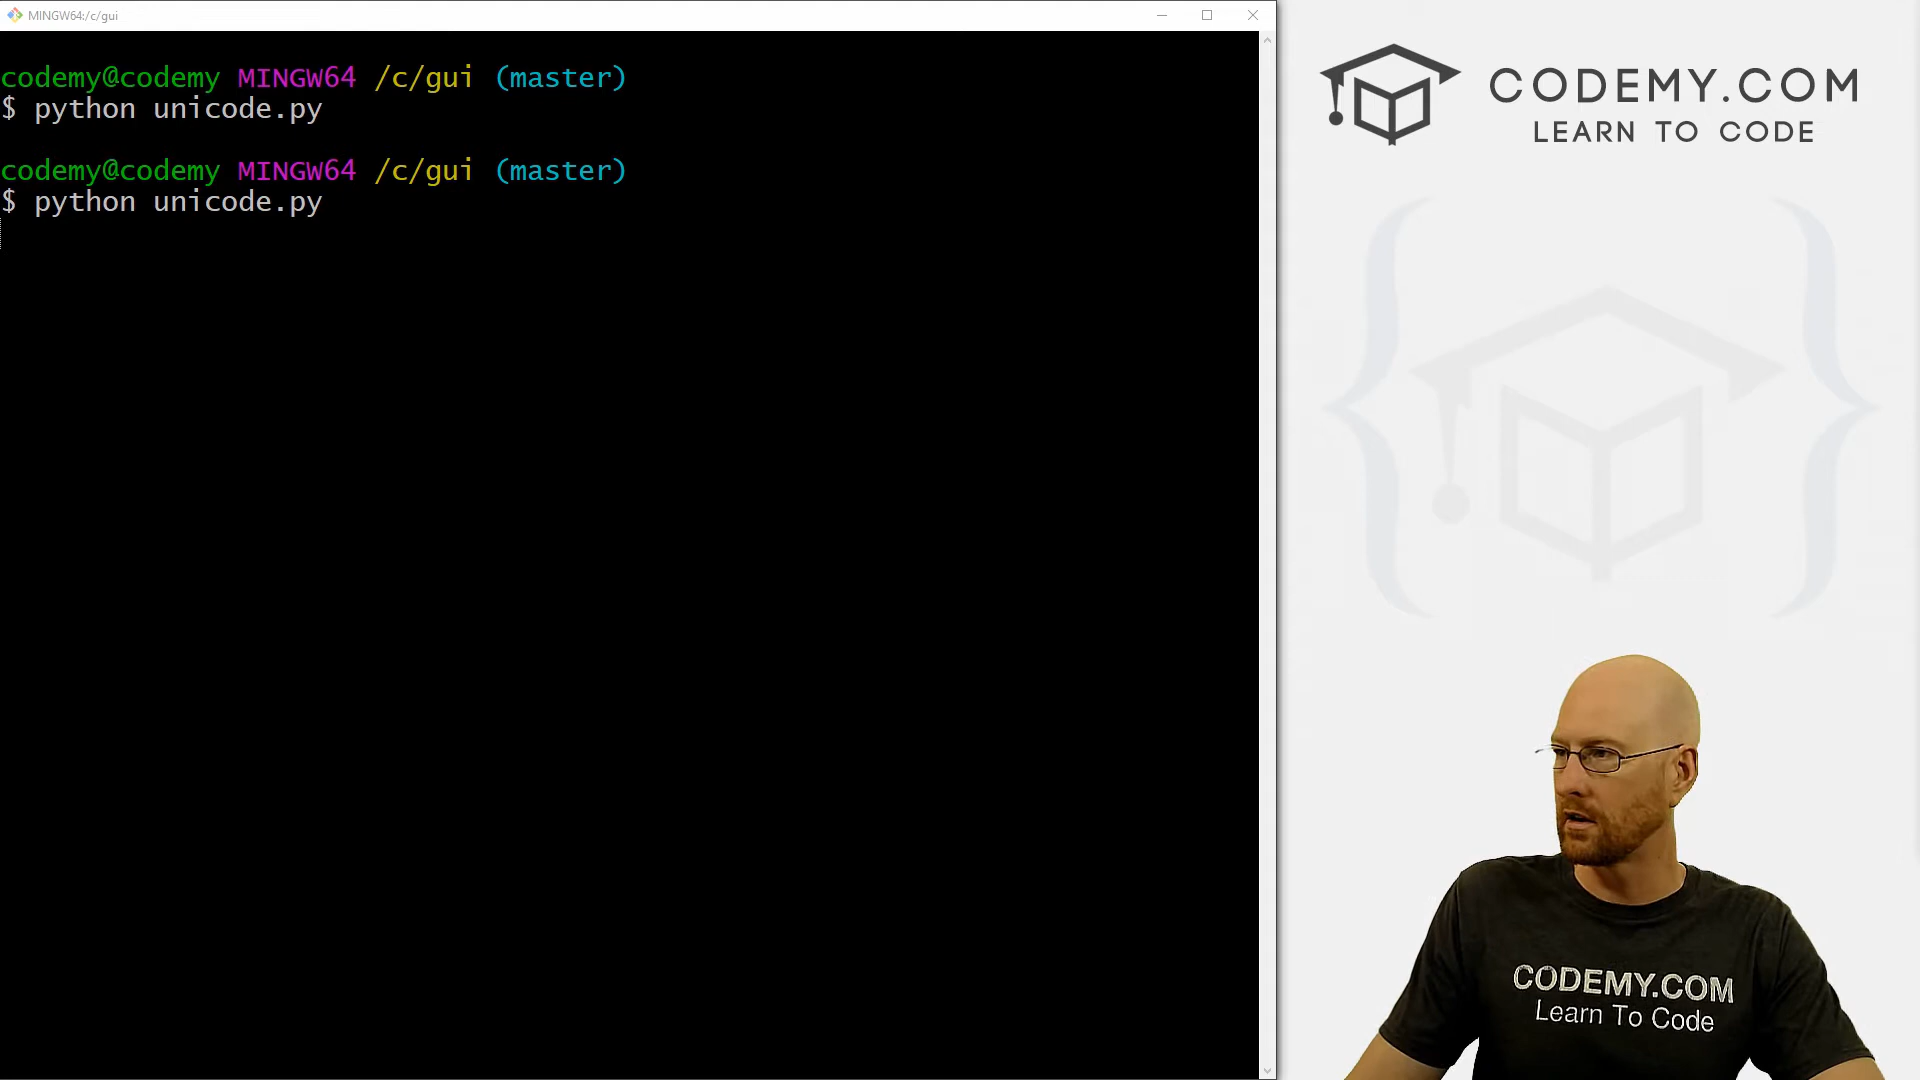 MINGW64:/c/gui
codemy@codemy MINGW64 /c/gui (master)
$ python unicode.py
codemy@codemy MINGW64 /c/gui (master)
$ python unicode.py
CODEMY.COM
LEARN TO CODE
CODEMY.COM
Learn To Code